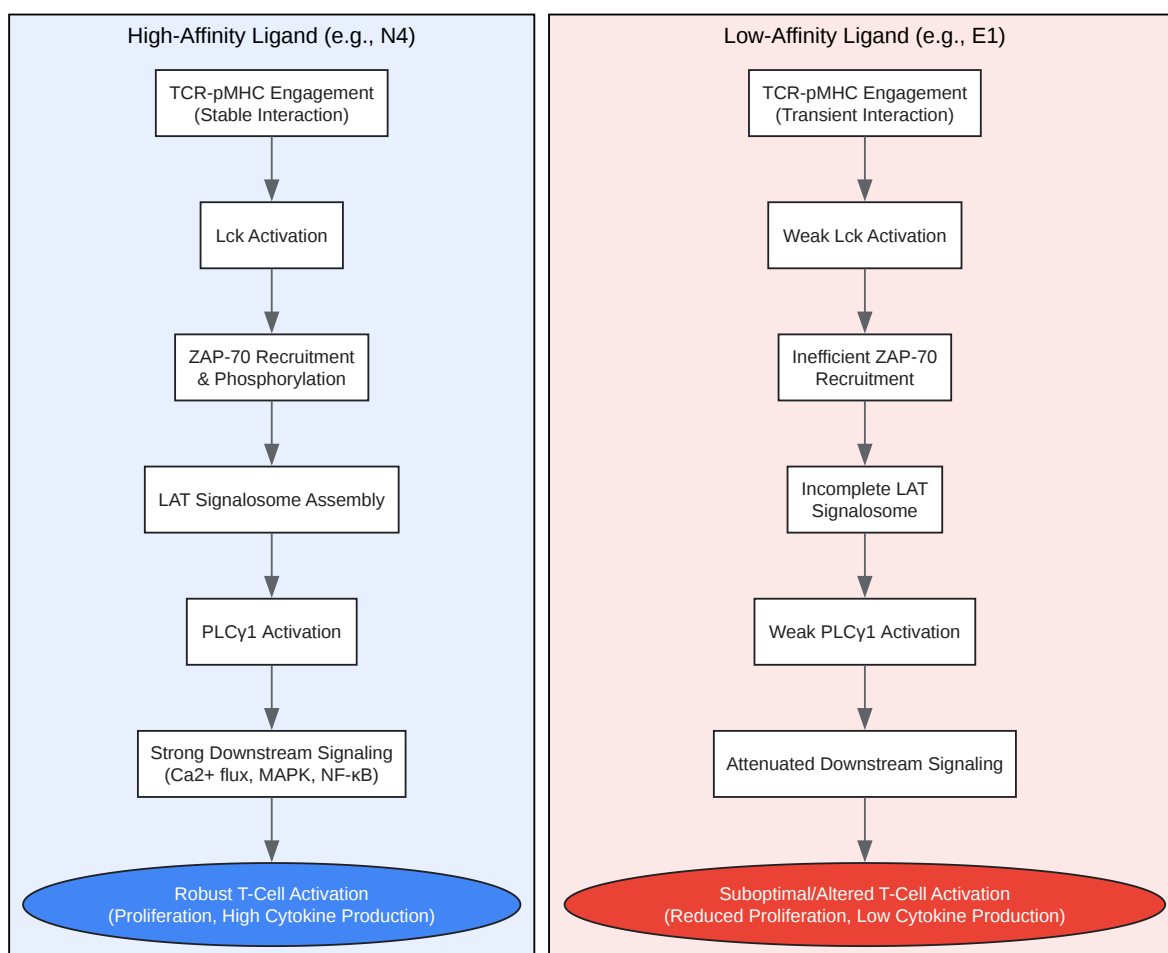 High-Affinity Ligand (e.g., N4)
TCR-pMHC Engagement
(Stable Interaction)
Lck Activation
ZAP-70 Recruitment
& Phosphorylation
LAT Signalosome Assembly
PLCγ1 Activation
Strong Downstream Signaling
(Ca2+ flux, MAPK, NF-κB)
Robust T-Cell Activation
(Proliferation, High Cytokine Production)
Low-Affinity Ligand (e.g., E1)
TCR-pMHC Engagement
(Transient Interaction)
Weak Lck Activation
Inefficient ZAP-70
Recruitment
Incomplete LAT
Signalosome
Weak PLCγ1 Activation
Attenuated Downstream Signaling
Suboptimal/Altered T-Cell Activation
(Reduced Proliferation, Low Cytokine Production)